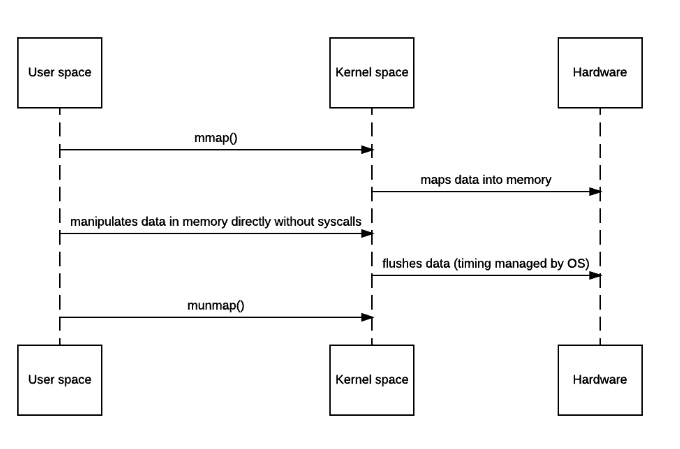 User space
Kernel space
Hardware
mmap()
maps data into memory
manipulates data in memory directly without syscalls
flushes data (timing managed by OS)
munmap()
User space
Kernel space
Hardware